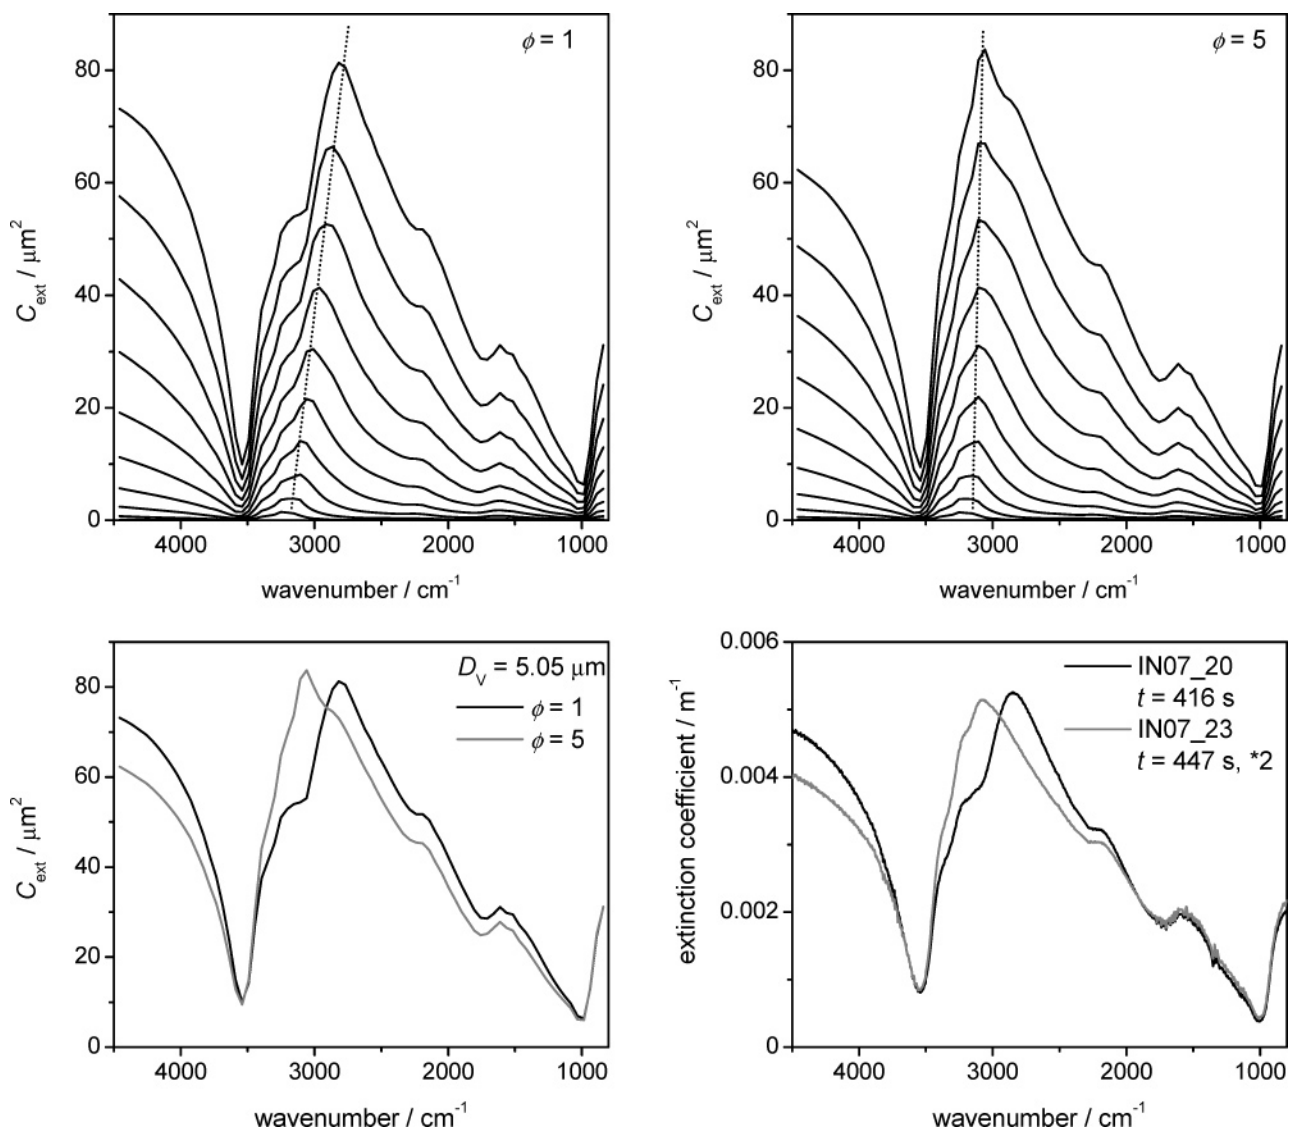 ϕ = 1
80
60
40
20
0
C_ext / μm²
4000
3000
2000
1000
wavenumber / cm⁻¹
ϕ = 5
80
60
40
20
0
C_ext / μm²
4000
3000
2000
1000
wavenumber / cm⁻¹
D_V = 5.05 μm
ϕ = 1
ϕ = 5
80
60
40
20
0
C_ext / μm²
4000
3000
2000
1000
wavenumber / cm⁻¹
0.006
0.004
0.002
0
extinction coefficient / m⁻¹
IN07_20
t = 416 s
IN07_23
t = 447 s, *2
4000
3000
2000
1000
wavenumber / cm⁻¹